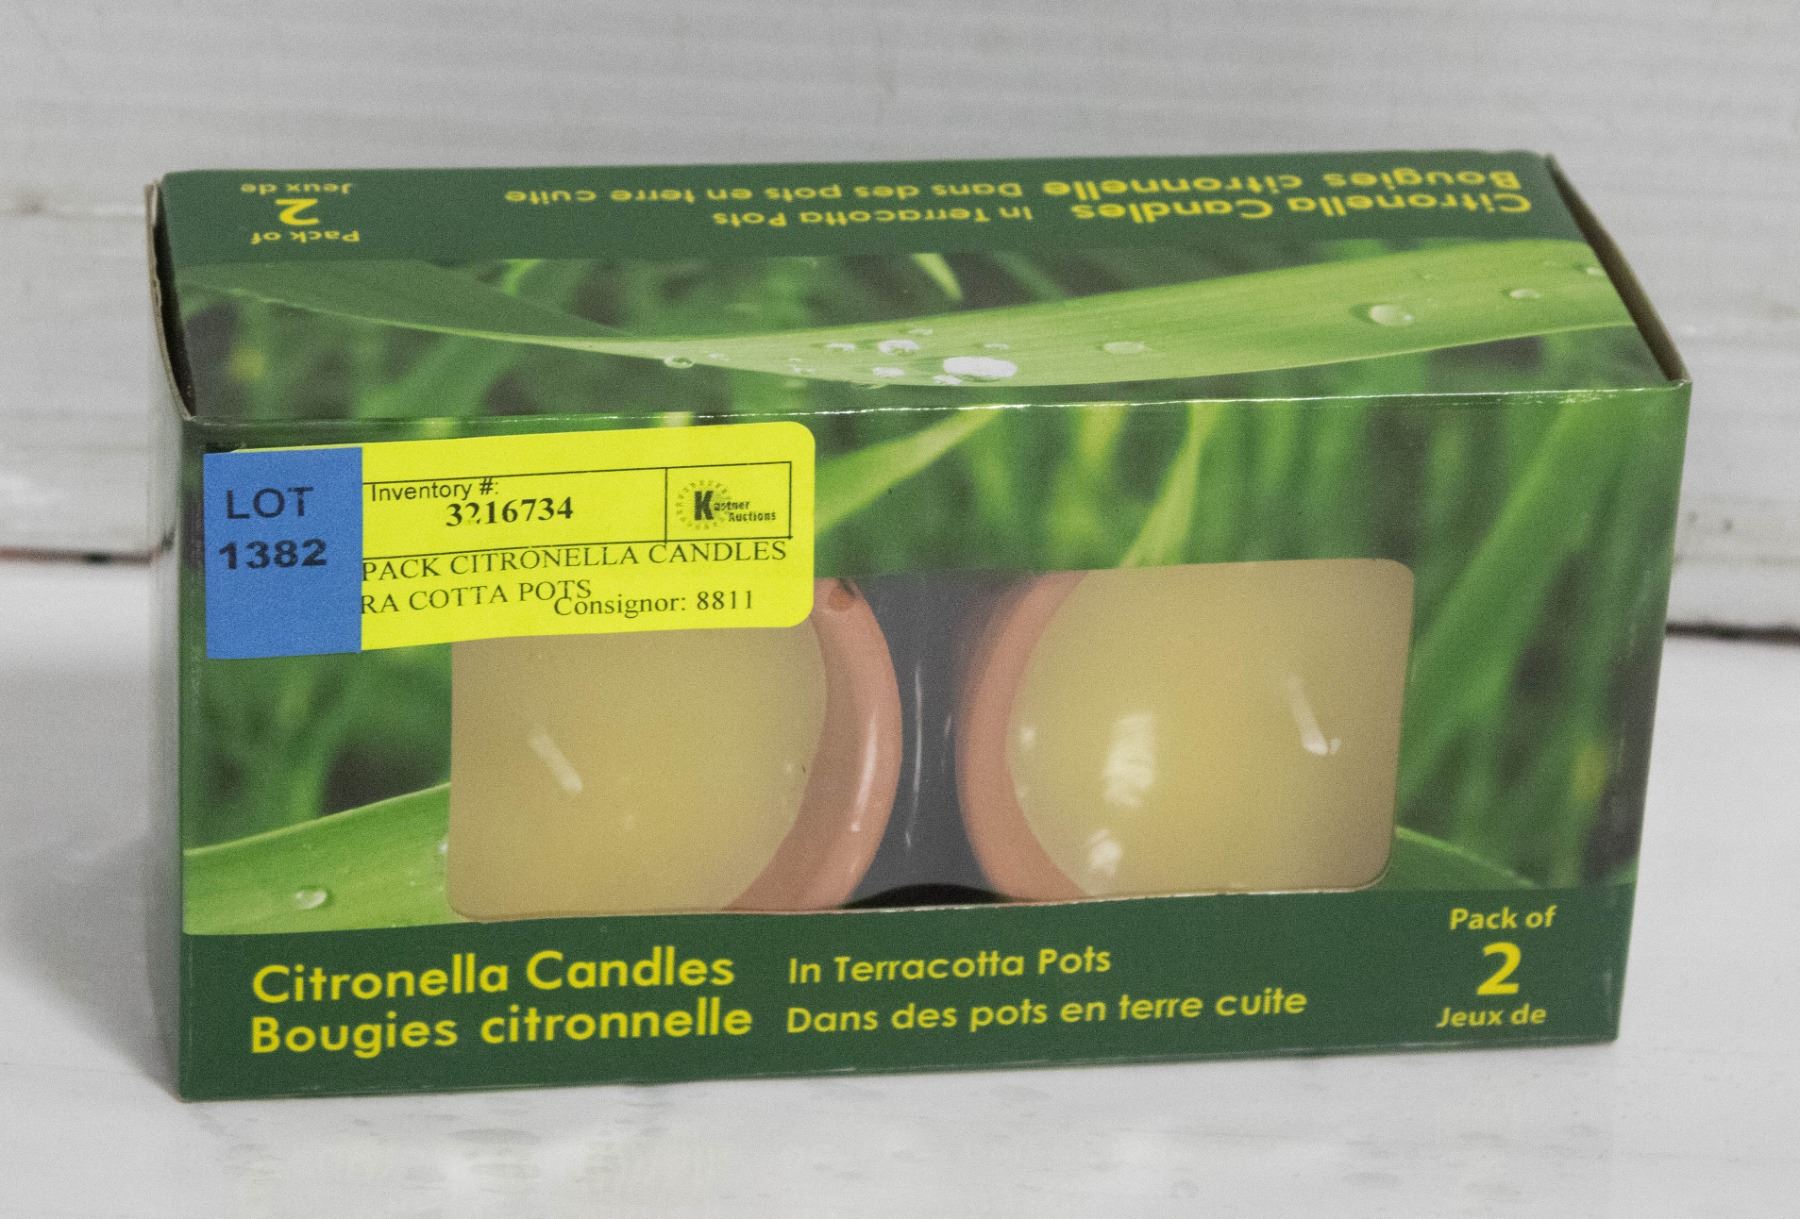 Citronella Candles In Terracotta Pots
Bougies citronnelle Dans des pots en terre cuite
Pack of
2
Jeux de
LOT
1382
Inventory #:
3216734
Kastner
Auctions
PACK CITRONELLA CANDLES
RA COTTA POTS
Consignor: 8811
Citronella Candles In Terracotta Pots
Bougies citronnelle Dans des pots en terre cuite
Pack of
2
Jeux de